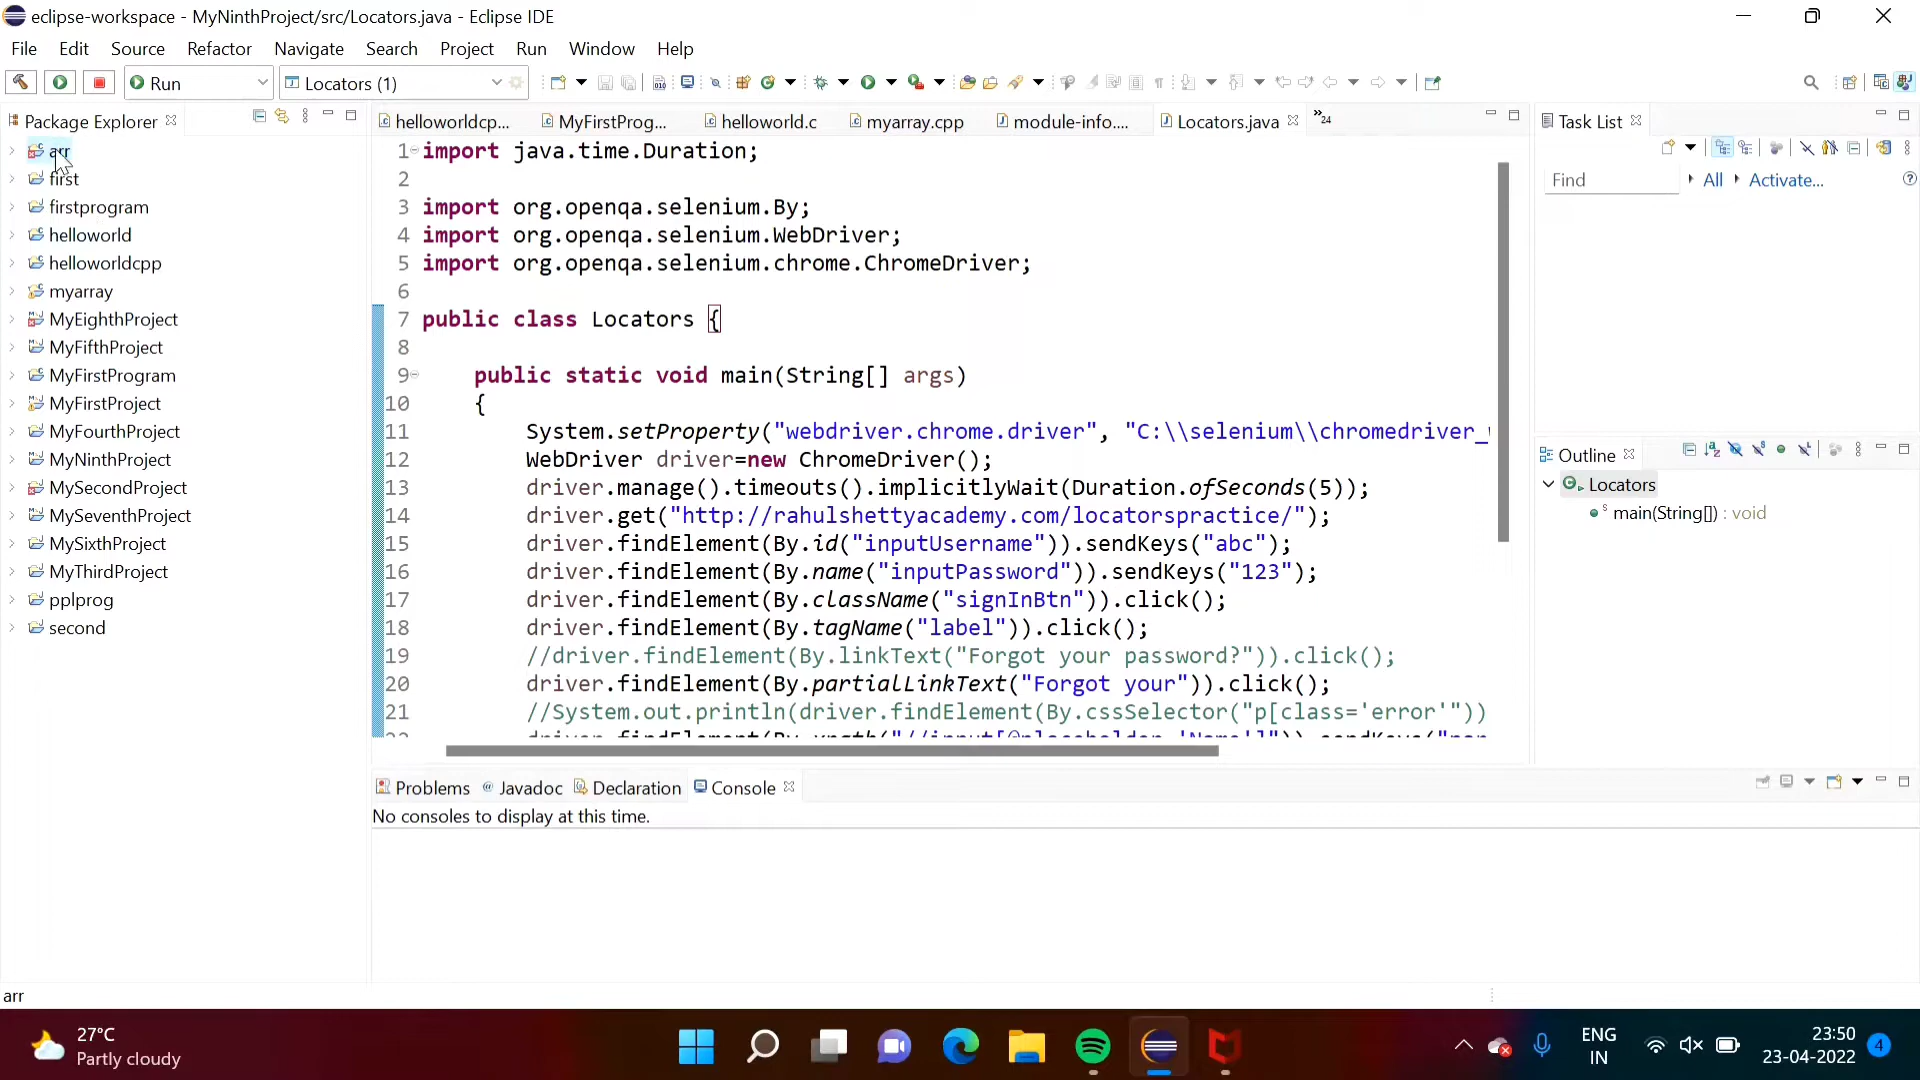 eclipse-workspace - MyNinthProject/src/Locators.java - Eclipse IDE
File Edit Source Refactor Navigate Search Project Run Window Help
Run Locators (1)
Package Explorer
arr
first
firstprogram
helloworld
helloworldcpp
myarray
MyEighthProject
MyFifthProject
MyFirstProgram
MyFirstProject
MyFourthProject
MyNinthProject
MySecondProject
MySeventhProject
MySixthProject
MyThirdProject
pplprog
second
helloworldcp... MyFirstProg... helloworld.c myarray.cpp module-info.... Locators.java »24
1 import java.time.Duration;
2
3 import org.openqa.selenium.By;
4 import org.openqa.selenium.WebDriver;
5 import org.openqa.selenium.chrome.ChromeDriver;
6
7 public class Locators {
8
9 public static void main(String[] args)
10 {
11 System.setProperty("webdriver.chrome.driver", "C:\\selenium\\chromedriver_
12 WebDriver driver=new ChromeDriver();
13 driver.manage().timeouts().implicitlyWait(Duration.ofSeconds(5));
14 driver.get("http://rahulshettyacademy.com/locatorspractice/");
15 driver.findElement(By.id("inputUsername")).sendKeys("abc");
16 driver.findElement(By.name("inputPassword")).sendKeys("123");
17 driver.findElement(By.className("signInBtn")).click();
18 driver.findElement(By.tagName("label")).click();
19 //driver.findElement(By.linkText("Forgot your password?")).click();
20 driver.findElement(By.partialLinkText("Forgot your")).click();
21 //System.out.println(driver.findElement(By.cssSelector("p[class='error'"))
Task List
Find All Activate...
Outline
Locators
main(String[]) : void
Problems Javadoc Declaration Console
No consoles to display at this time.
arr
27°C
Partly cloudy
ENG
IN
23:50
23-04-2022
4